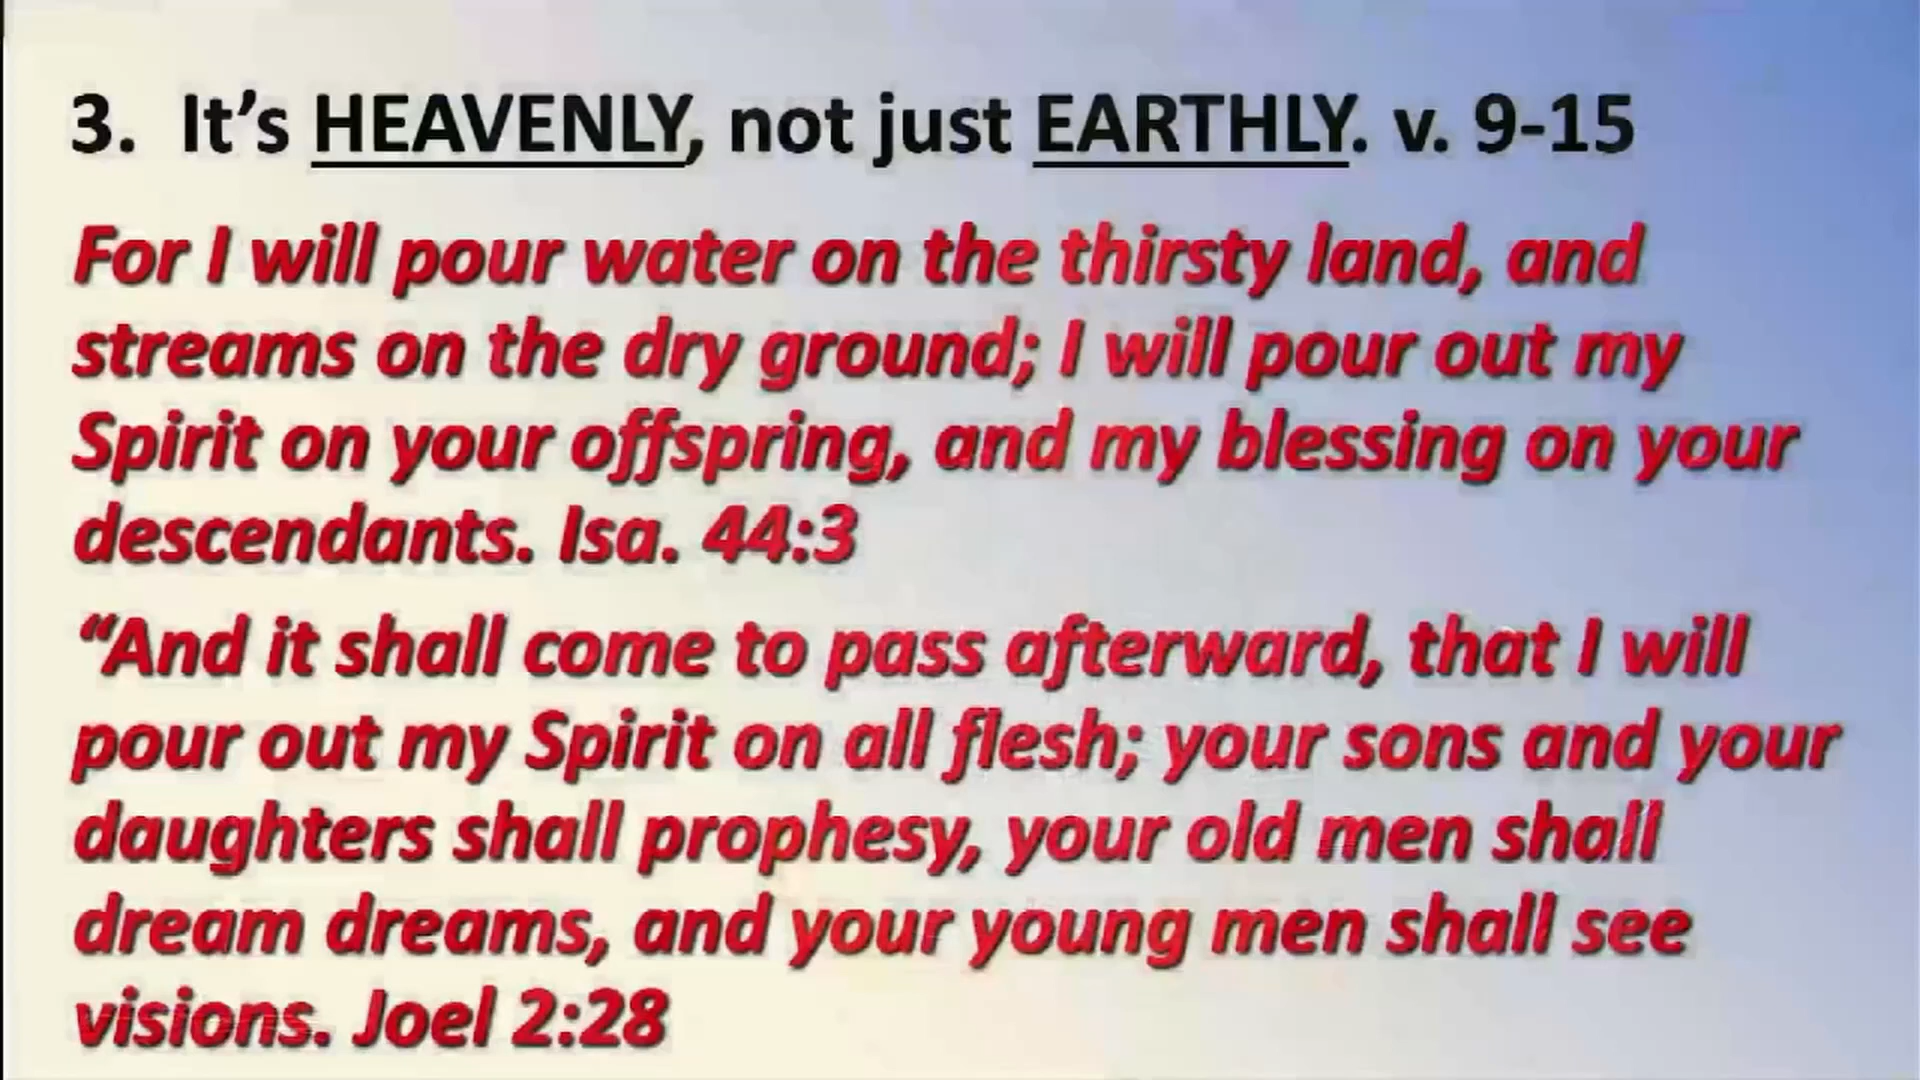 3. It’s HEAVENLY, not just EARTHLY. v. 9-15
For I will pour water on the thirsty land, and
streams on the dry ground; I will pour out my
Spirit on your offspring, and my blessing on your
descendants. Isa. 44:3
“And it shall come to pass afterward, that I will
pour out my Spirit on all flesh; your sons and your
daughters shall prophesy, your old men shall
dream dreams, and your young men shall see
visions. Joel 2:28